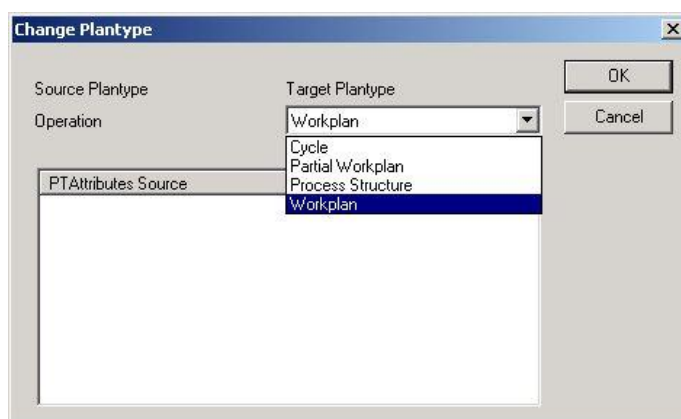 Change Plantype
OK
Source Plantype Target Plantype
Operation Workplan Cancel
Cycle
Partial Workplan
PTAttributes Source Process Structure
Workplan